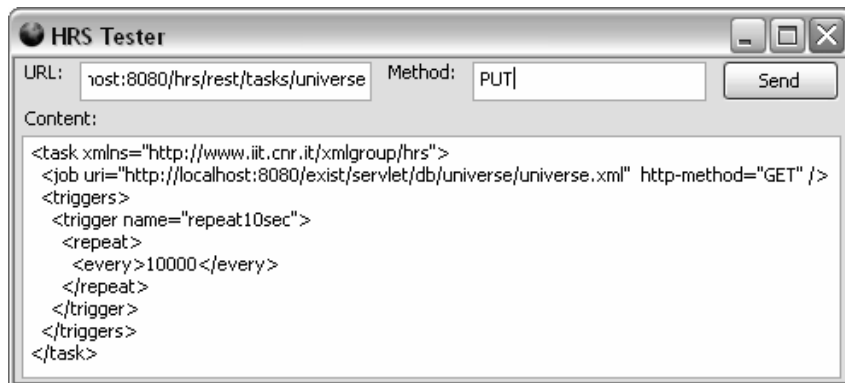 HRS Tester
URL: host:8080/hrs/rest/tasks/universe Method: PUT Send
Content:
<task xmlns="http://www.iit.cnr.it/xmlgroup/hrs">
<job uri="http://localhost:8080/exist/servlet/db/universe/universe.xml" http-method="GET" />
<triggers>
<trigger name="repeat10sec">
<repeat>
<every>10000</every>
</repeat>
</trigger>
</triggers>
</task>